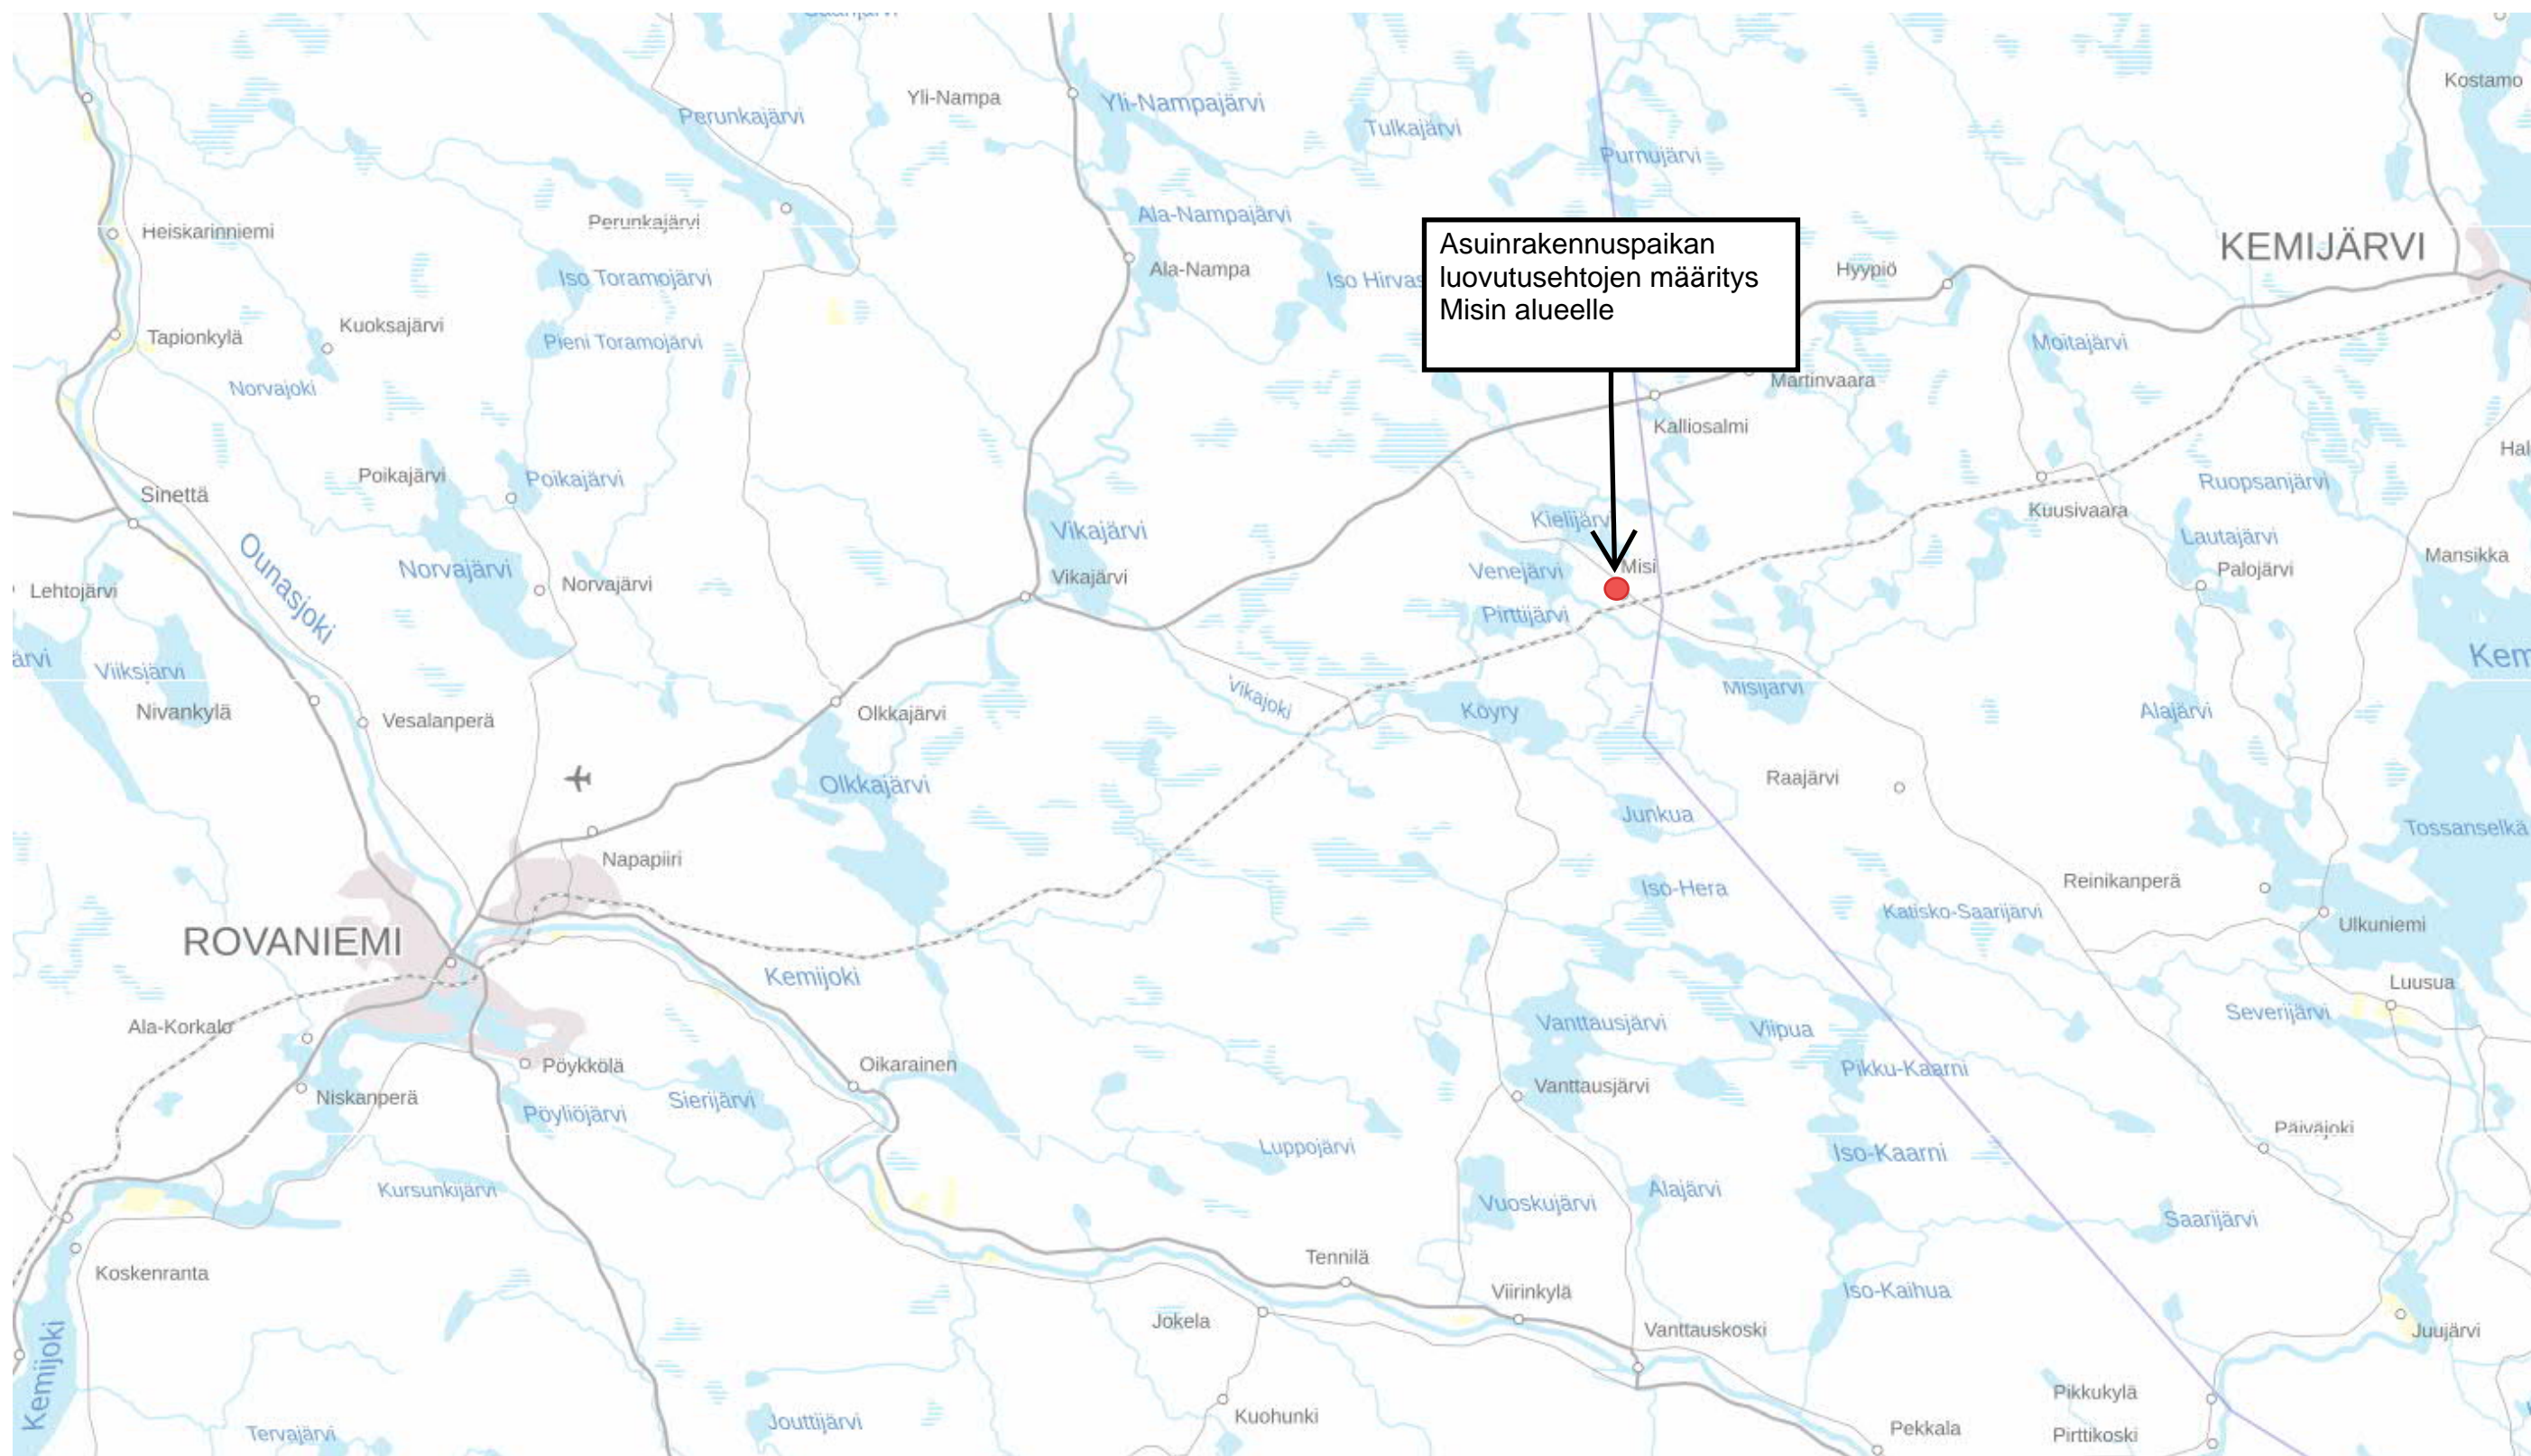 Yli-Nampa
Yli-Nampajärvi
Kostamo
Perunkajärvi
Tulkajärvi
Purnujärvi
Heiskarinniemi
Perunkajärvi
Ala-Nampajärvi
Asuinrakennuspaikan
luovutusehtojen määritys
Misin alueelle
KEMIJÄRVI
Iso Toramojärvi
Ala-Nampa
Iso Hirvas
Hyypiö
Tapionkylä
Kuoksajärvi
Pieni Toramojärvi
Moitajärvi
Norvajoki
Martinvaara
Kalliosalmi
Hal
Poikajärvi
Poikajärvi
Ruopsanjärvi
Sinettä
Kuusivaara
Ounasjoki
Vikajärvi
Kielijärvi
Lautajärvi
Mansikka
Lehtojärvi
Norvajärvi
Norvajärvi
Vikajärvi
Venejärvi
Misi
Palojärvi
Pirttijärvi
ärvi
Viiksjärvi
Kem
Nivankylä
Vesalanperä
Olkkajärvi
Vikajoki
Köyry
Misijärvi
Alajärvi
Olkkajärvi
Raajärvi
Junkua
Tossanselkä
Napapiiri
Iso-Hera
Reinikanperä
Katisko-Saarijärvi
Ulkuniemi
ROVANIEMI
Kemijoki
Luusua
Ala-Korkalo
Vanttausjärvi
Viipua
Severijärvi
Pöykkölä
Oikarainen
Pikku-Kaarni
Niskanperä
Pöyliöjärvi
Sierijärvi
Vanttausjärvi
Luppojärvi
Iso-Kaarni
Päiväjoki
Kursunkijärvi
Vuoskujärvi
Alajärvi
Saarijärvi
Koskenranta
Tennilä
Viirinkylä
Iso-Kaihua
Jokela
Vanttauskoski
Juujärvi
Kemijoki
Tervajärvi
Jouttijärvi
Kuohunki
Pekkala
Pikkukylä
Pirttikoski